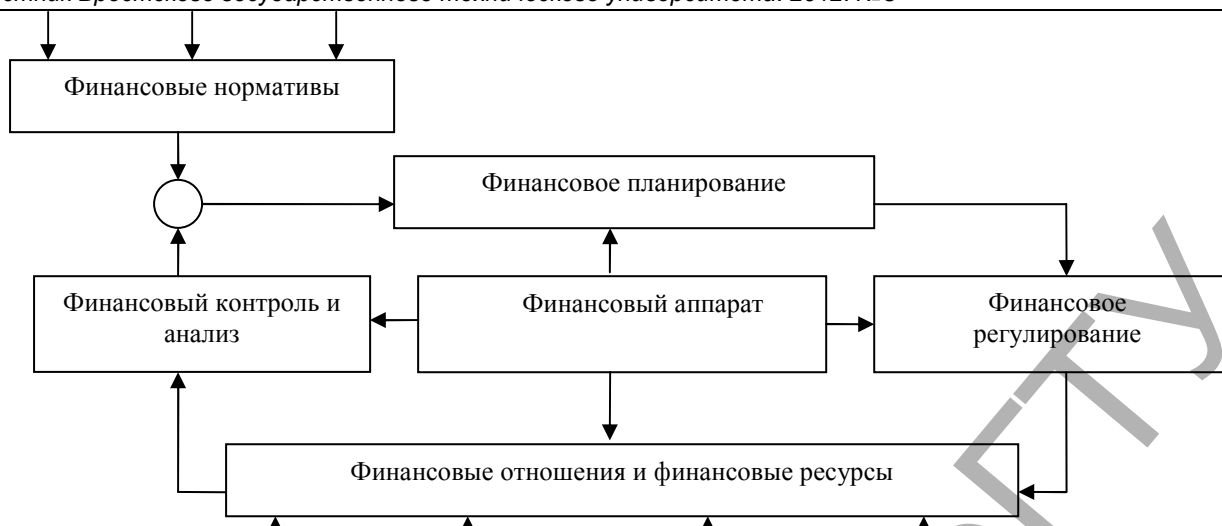 Финансовые нормативы
Финансовое планирование
Финансовый контроль и
анализ
Финансовый аппарат
Финансовое
регулирование
Финансовые отношения и финансовые ресурсы